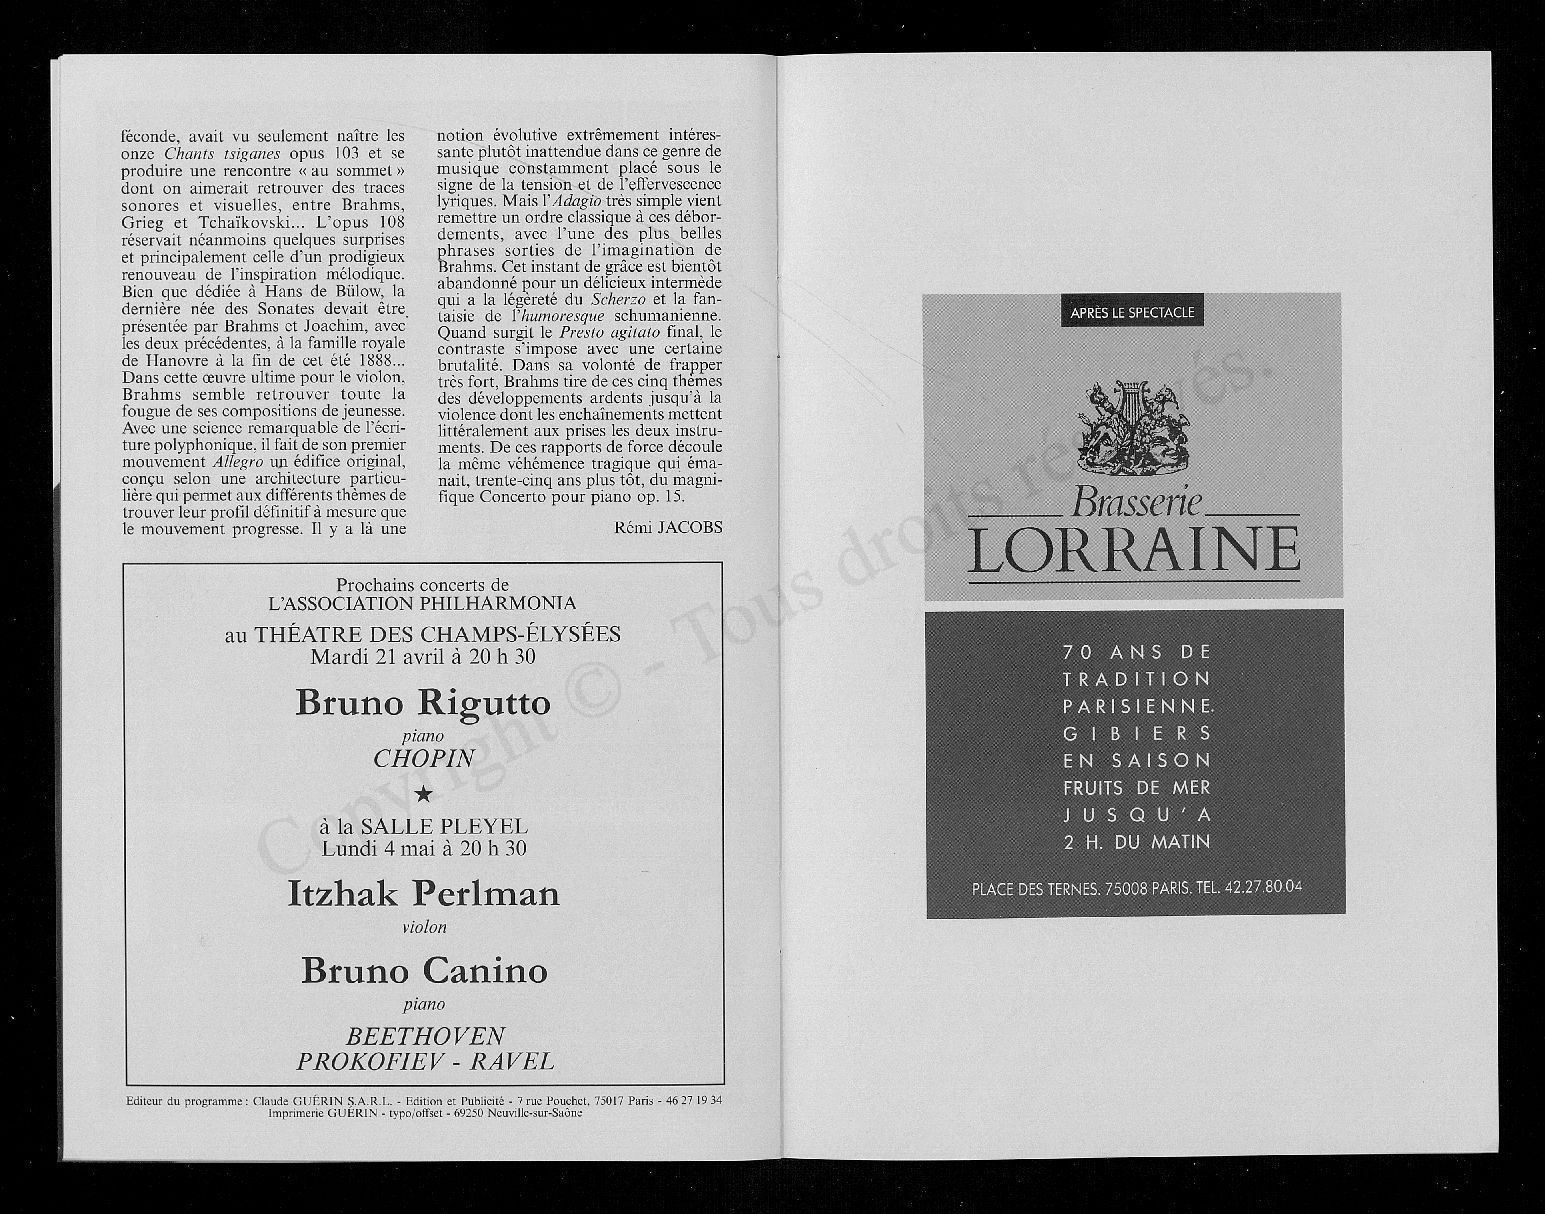 féconde, avait vu seulement naître les
onze Chants tsiganes opus 103 et se
produire une rencontre « au sommet »
dont on aimerait retrouver des traces
sonores et visuelles, entre Brahms,
Grieg et Tchaïkovski... L'opus 108
réservait néanmoins quelques surprises
et principalement celle d'un prodigieux
renouveau de l'inspiration mélodique.
Bien que dédiée à Hans de Bülow, la
dernière née des Sonates devait être
présentée par Brahms et Joachim, avec
les deux précédentes, à la famille royale
de Hanovre à la fin de cet été 1888...
Dans cette œuvre ultime pour le violon,
Brahms semble retrouver toute la
fougue de ses compositions de jeunesse.
Avec une science remarquable de l'écri-
ture polyphonique, il fait de son premier
mouvement Allegro un édifice original,
conçu selon une architecture particu-
lière qui permet aux différents thèmes de
trouver leur profil définitif à mesure que
le mouvement progresse. Il y a là une
notion évolutive extrêmement intéres-
sante plutôt inattendue dans ce genre de
musique constamment placé sous le
signe de la tension et de l'effervescence
lyriques. Mais l'Adagio très simple vient
remettre un ordre classique à ces débor-
dements, avec l'une des plus belles
phrases sorties de l'imagination de
Brahms. Cet instant de grâce est bientôt
abandonné pour un délicieux intermède
qui a la légèreté du Scherzo et la fan-
taisie de l'humoresque schumanienne.
Quand surgit le Presto agitato final, le
contraste s'impose avec une certaine
brutalité. Dans sa volonté de frapper
très fort, Brahms tire de ces cinq thèmes
des développements ardents jusqu'à la
violence dont les enchaînements mettent
littéralement aux prises les deux instru-
ments. De ces rapports de force découle
la même véhémence tragique qui éma-
nait, trente-cinq ans plus tôt, du magni-
fique Concerto pour piano op. 15.
Rémi JACOBS
Prochains concerts de
L'ASSOCIATION PHILHARMONIA
au THÉATRE DES CHAMPS-ÉLYSÉES
Mardi 21 avril à 20 h 30
Bruno Rigutto
piano
CHOPIN
★
à la SALLE PLEYEL
Lundi 4 mai à 20 h 30
Itzhak Perlman
violon
Bruno Canino
piano
BEETHOVEN
PROKOFIEV - RAVEL
Editeur du programme : Claude GUÉRIN S.A.R.L. - Edition et Publicité - 7 rue Pouchet, 75017 Paris - 46 27 19 34
Imprimerie GUÉRIN - typo/offset - 69250 Neuville-sur-Saône
APRÈS LE SPECTACLE
Brasserie
LORRAINE
70 ANS DE
TRADITION
PARISIENNE.
GIBIERS
EN SAISON
FRUITS DE MER
JUSQU'A
2 H. DU MATIN
PLACE DES TERNES. 75008 PARIS. TEL. 42.27.80.04
Copyright © - Tous droits réservés.